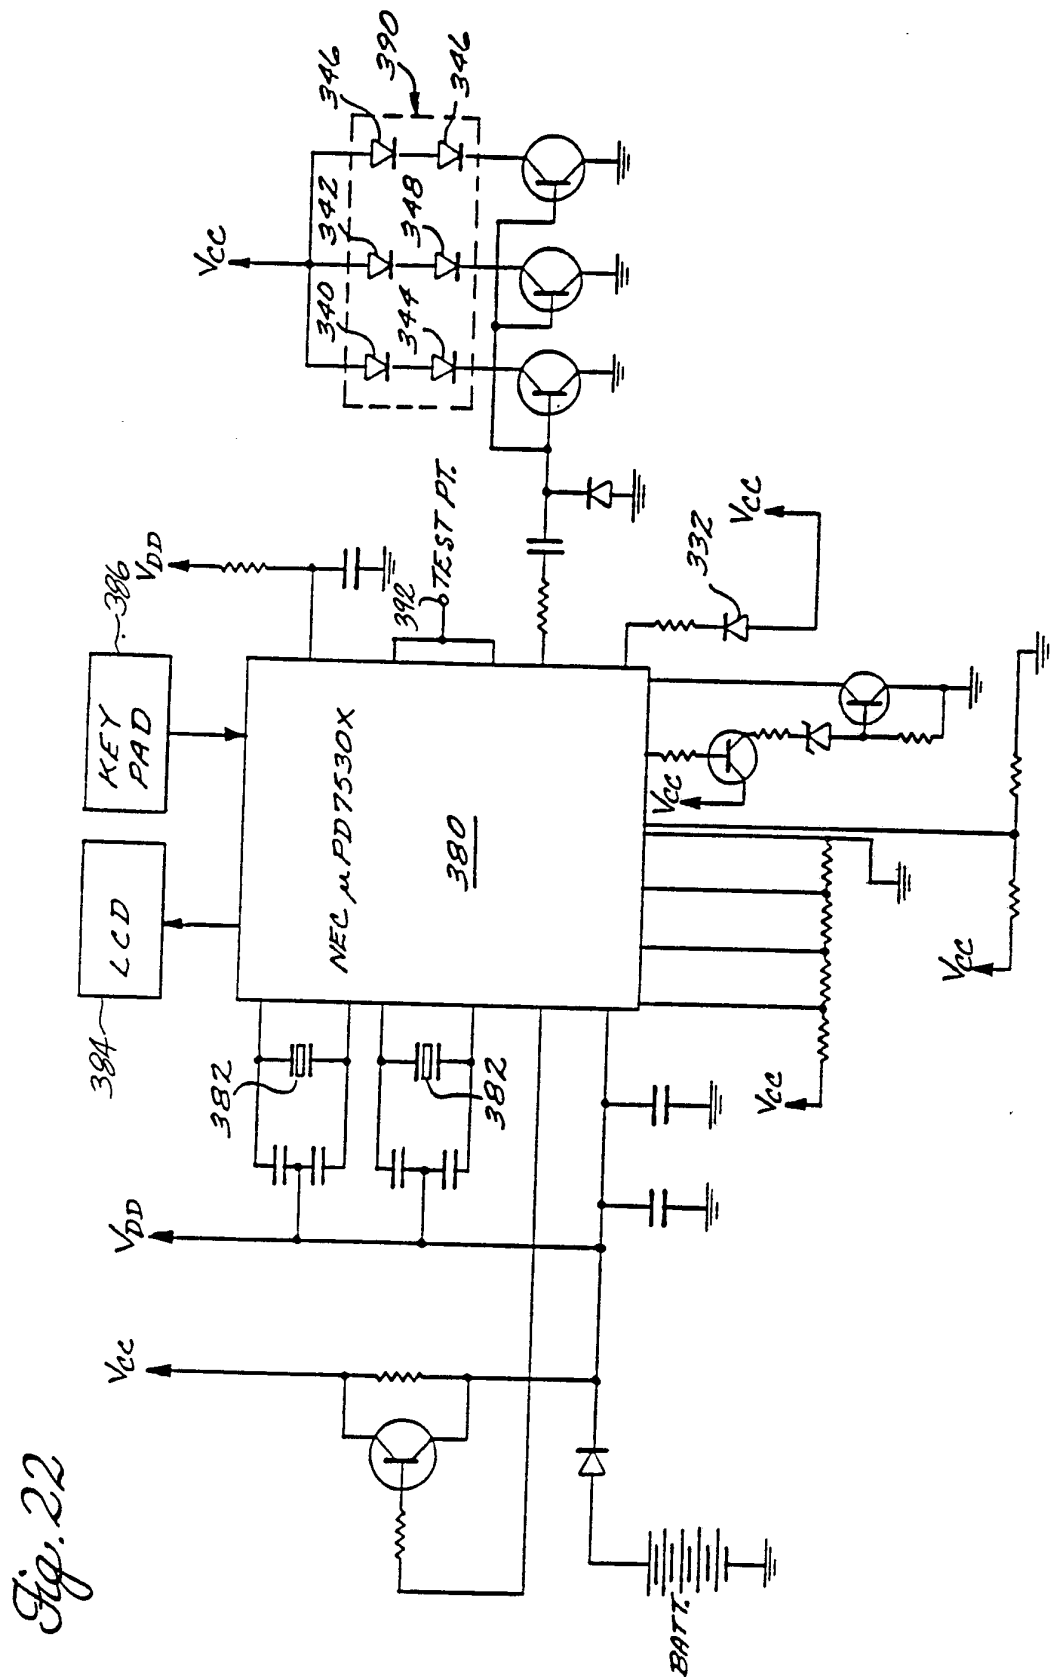 Fig. 22
VCC
VDD
384
LCD
KEY
PAD
386
VDD
382
382
NEC µPD7530X
380
392
TEST PT.
VCC
340
342
346
390
344
348
346
332
VCC
VCC
VCC
VCC
BATT.